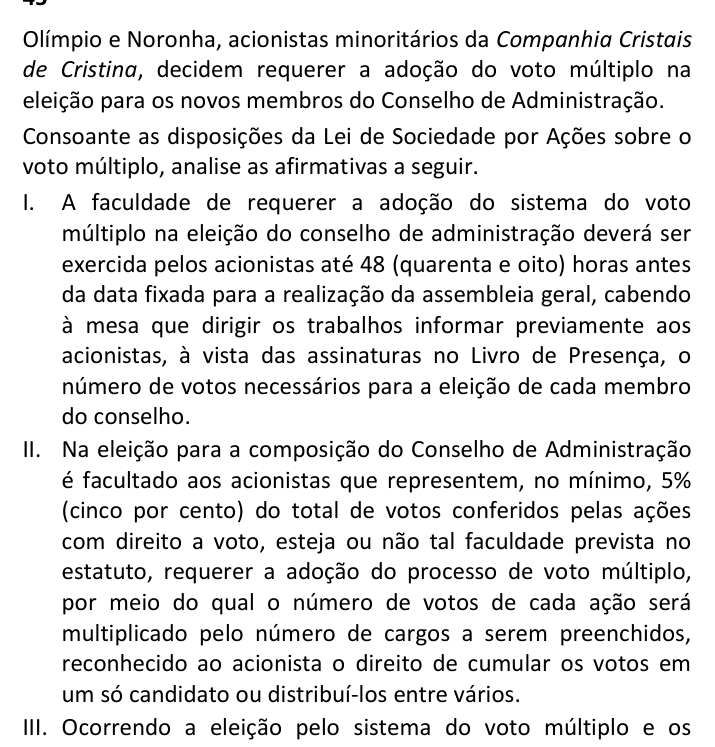 Olímpio e Noronha, acionistas minoritários da Companhia Cristais
de Cristina, decidem requerer a adoção do voto múltiplo na
eleição para os novos membros do Conselho de Administração.
Consoante as disposições da Lei de Sociedade por Ações sobre o
voto múltiplo, analise as afirmativas a seguir.
I. A faculdade de requerer a adoção do sistema do voto
múltiplo na eleição do conselho de administração deverá ser
exercida pelos acionistas até 48 (quarenta e oito) horas antes
da data fixada para a realização da assembleia geral, cabendo
à mesa que dirigir os trabalhos informar previamente aos
acionistas, à vista das assinaturas no Livro de Presença, o
número de votos necessários para a eleição de cada membro
do conselho.
II. Na eleição para a composição do Conselho de Administração
é facultado aos acionistas que representem, no mínimo, 5%
(cinco por cento) do total de votos conferidos pelas ações
com direito a voto, esteja ou não tal faculdade prevista no
estatuto, requerer a adoção do processo de voto múltiplo,
por meio do qual o número de votos de cada ação será
multiplicado pelo número de cargos a serem preenchidos,
reconhecido ao acionista o direito de cumular os votos em
um só candidato ou distribuí-los entre vários.
III. Ocorrendo a eleição pelo sistema do voto múltiplo e os